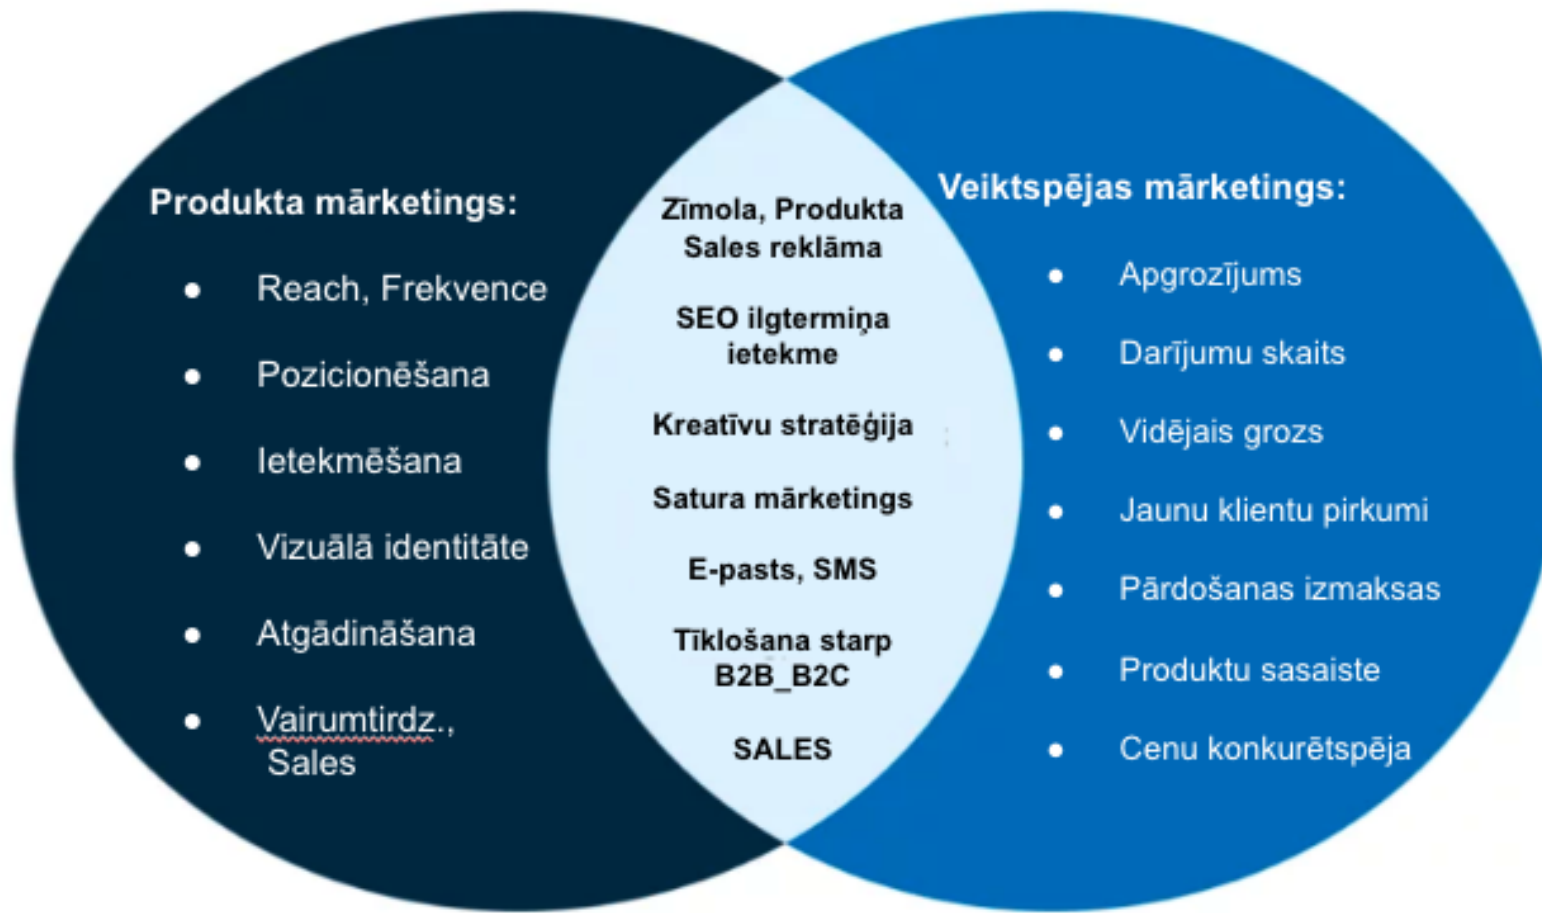 Produkta mārketings:
Reach, Frekvence
Pozicionēšana
Ietekmēšana
Vizuālā identitāte
Atgādināšana
Vairumtirdz.,
Sales
Zīmola, Produkta
Sales reklāma
SEO ilgtermiņa
ietekme
Kreatīvu stratēģija
Satura mārketings
E-pasts, SMS
Tīklošana starp
B2B_B2C
SALES
Veiktspējas mārketings:
Apgrozījums
Darījumu skaits
Vidējais grozs
Jaunu klientu pirkumi
Pārdošanas izmaksas
Produktu sasaiste
Cenu konkurētspēja